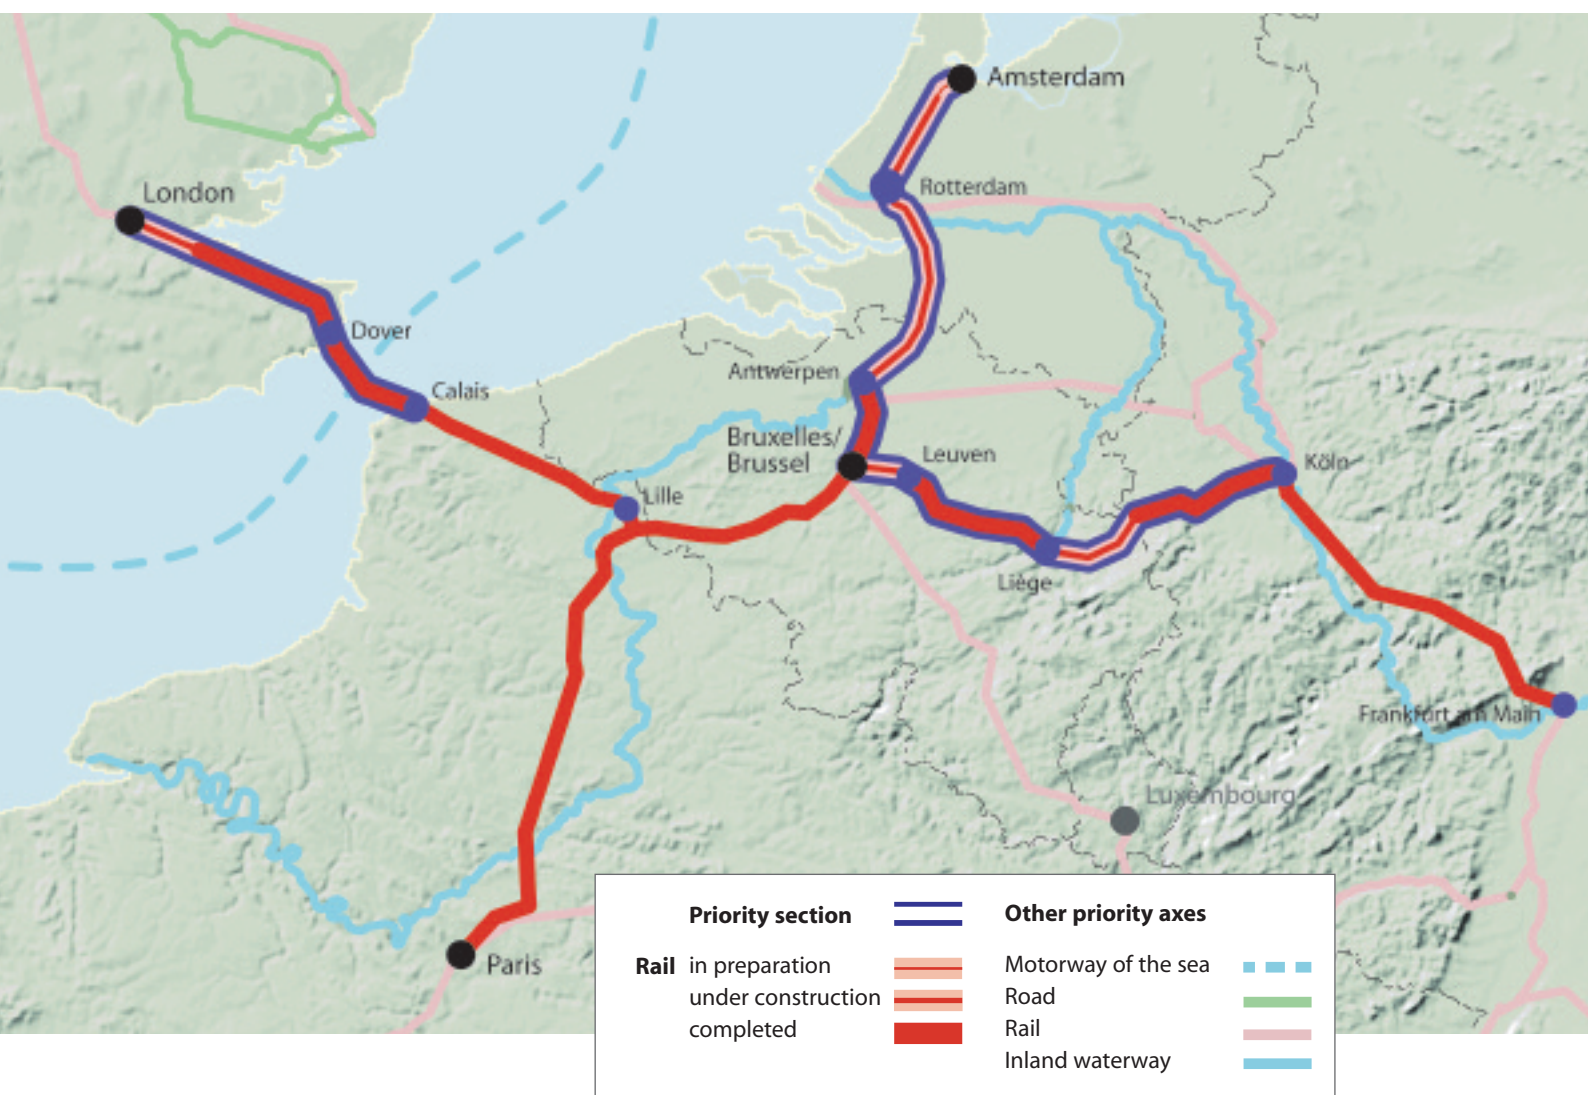 Amsterdam
London
Rotterdam
Dover
Antwerpen
Calais
Bruxelles/
Brussel
Leuven
Köln
Lille
Liège
Frankfurt am Main
Luxembourg
Paris
Priority section
Rail in preparation
under construction
completed
Other priority axes
Motorway of the sea
Road
Rail
Inland waterway